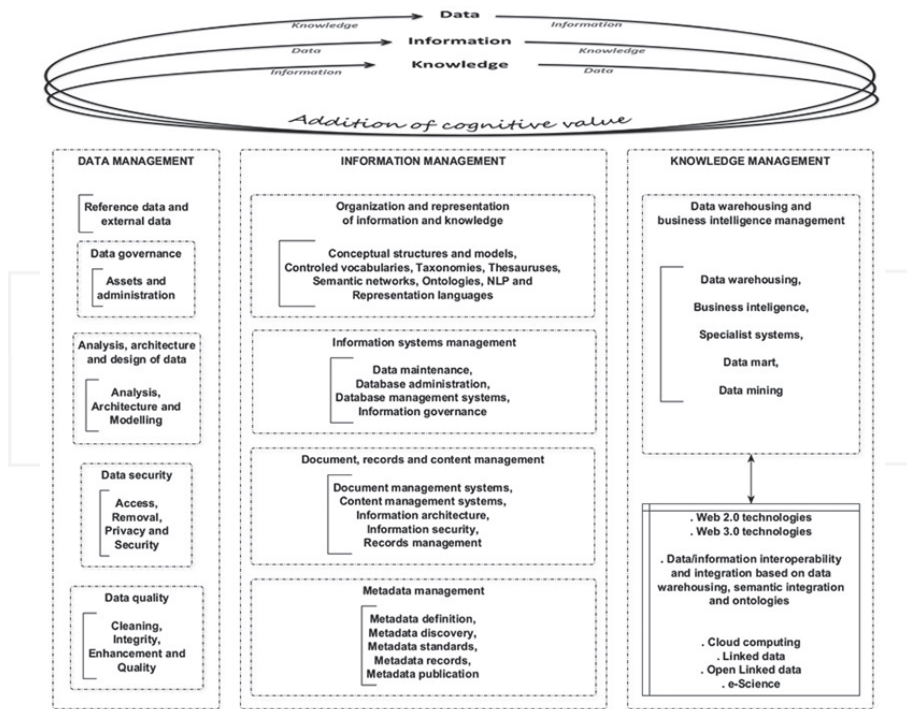 Knowledge
Data
Information
Data
Information
Knowledge
Information
Knowledge
Data
Addition of cognitive value
DATA MANAGEMENT
Reference data and
external data
Data governance
Assets and
administration
Analysis, architecture
and design of data
Analysis,
Architecture and
Modelling
Data security
Access,
Removal,
Privacy and
Security
Data quality
Cleaning,
Integrity,
Enhancement and
Quality
INFORMATION MANAGEMENT
Organization and representation
of information and knowledge
Conceptual structures and models,
Controled vocabularies, Taxonomies, Thesauruses,
Semantic networks, Ontologies, NLP and
Representation languages
Information systems management
Data maintenance,
Database administration,
Database management systems,
Information governance
Document, records and content management
Document management systems,
Content management systems,
Information architecture,
Information security,
Records management
Metadata management
Metadata definition,
Metadata discovery,
Metadata standards,
Metadata records,
Metadata publication
KNOWLEDGE MANAGEMENT
Data warehousing and
business intelligence management
Data warehousing,
Business inteligence,
Specialist systems,
Data mart,
Data mining
. Web 2.0 technologies
. Web 3.0 technologies
. Data/information interoperability
and integration based on data
warehousing, semantic integration
and ontologies
. Cloud computing
. Linked data
. Open Linked data
. e-Science